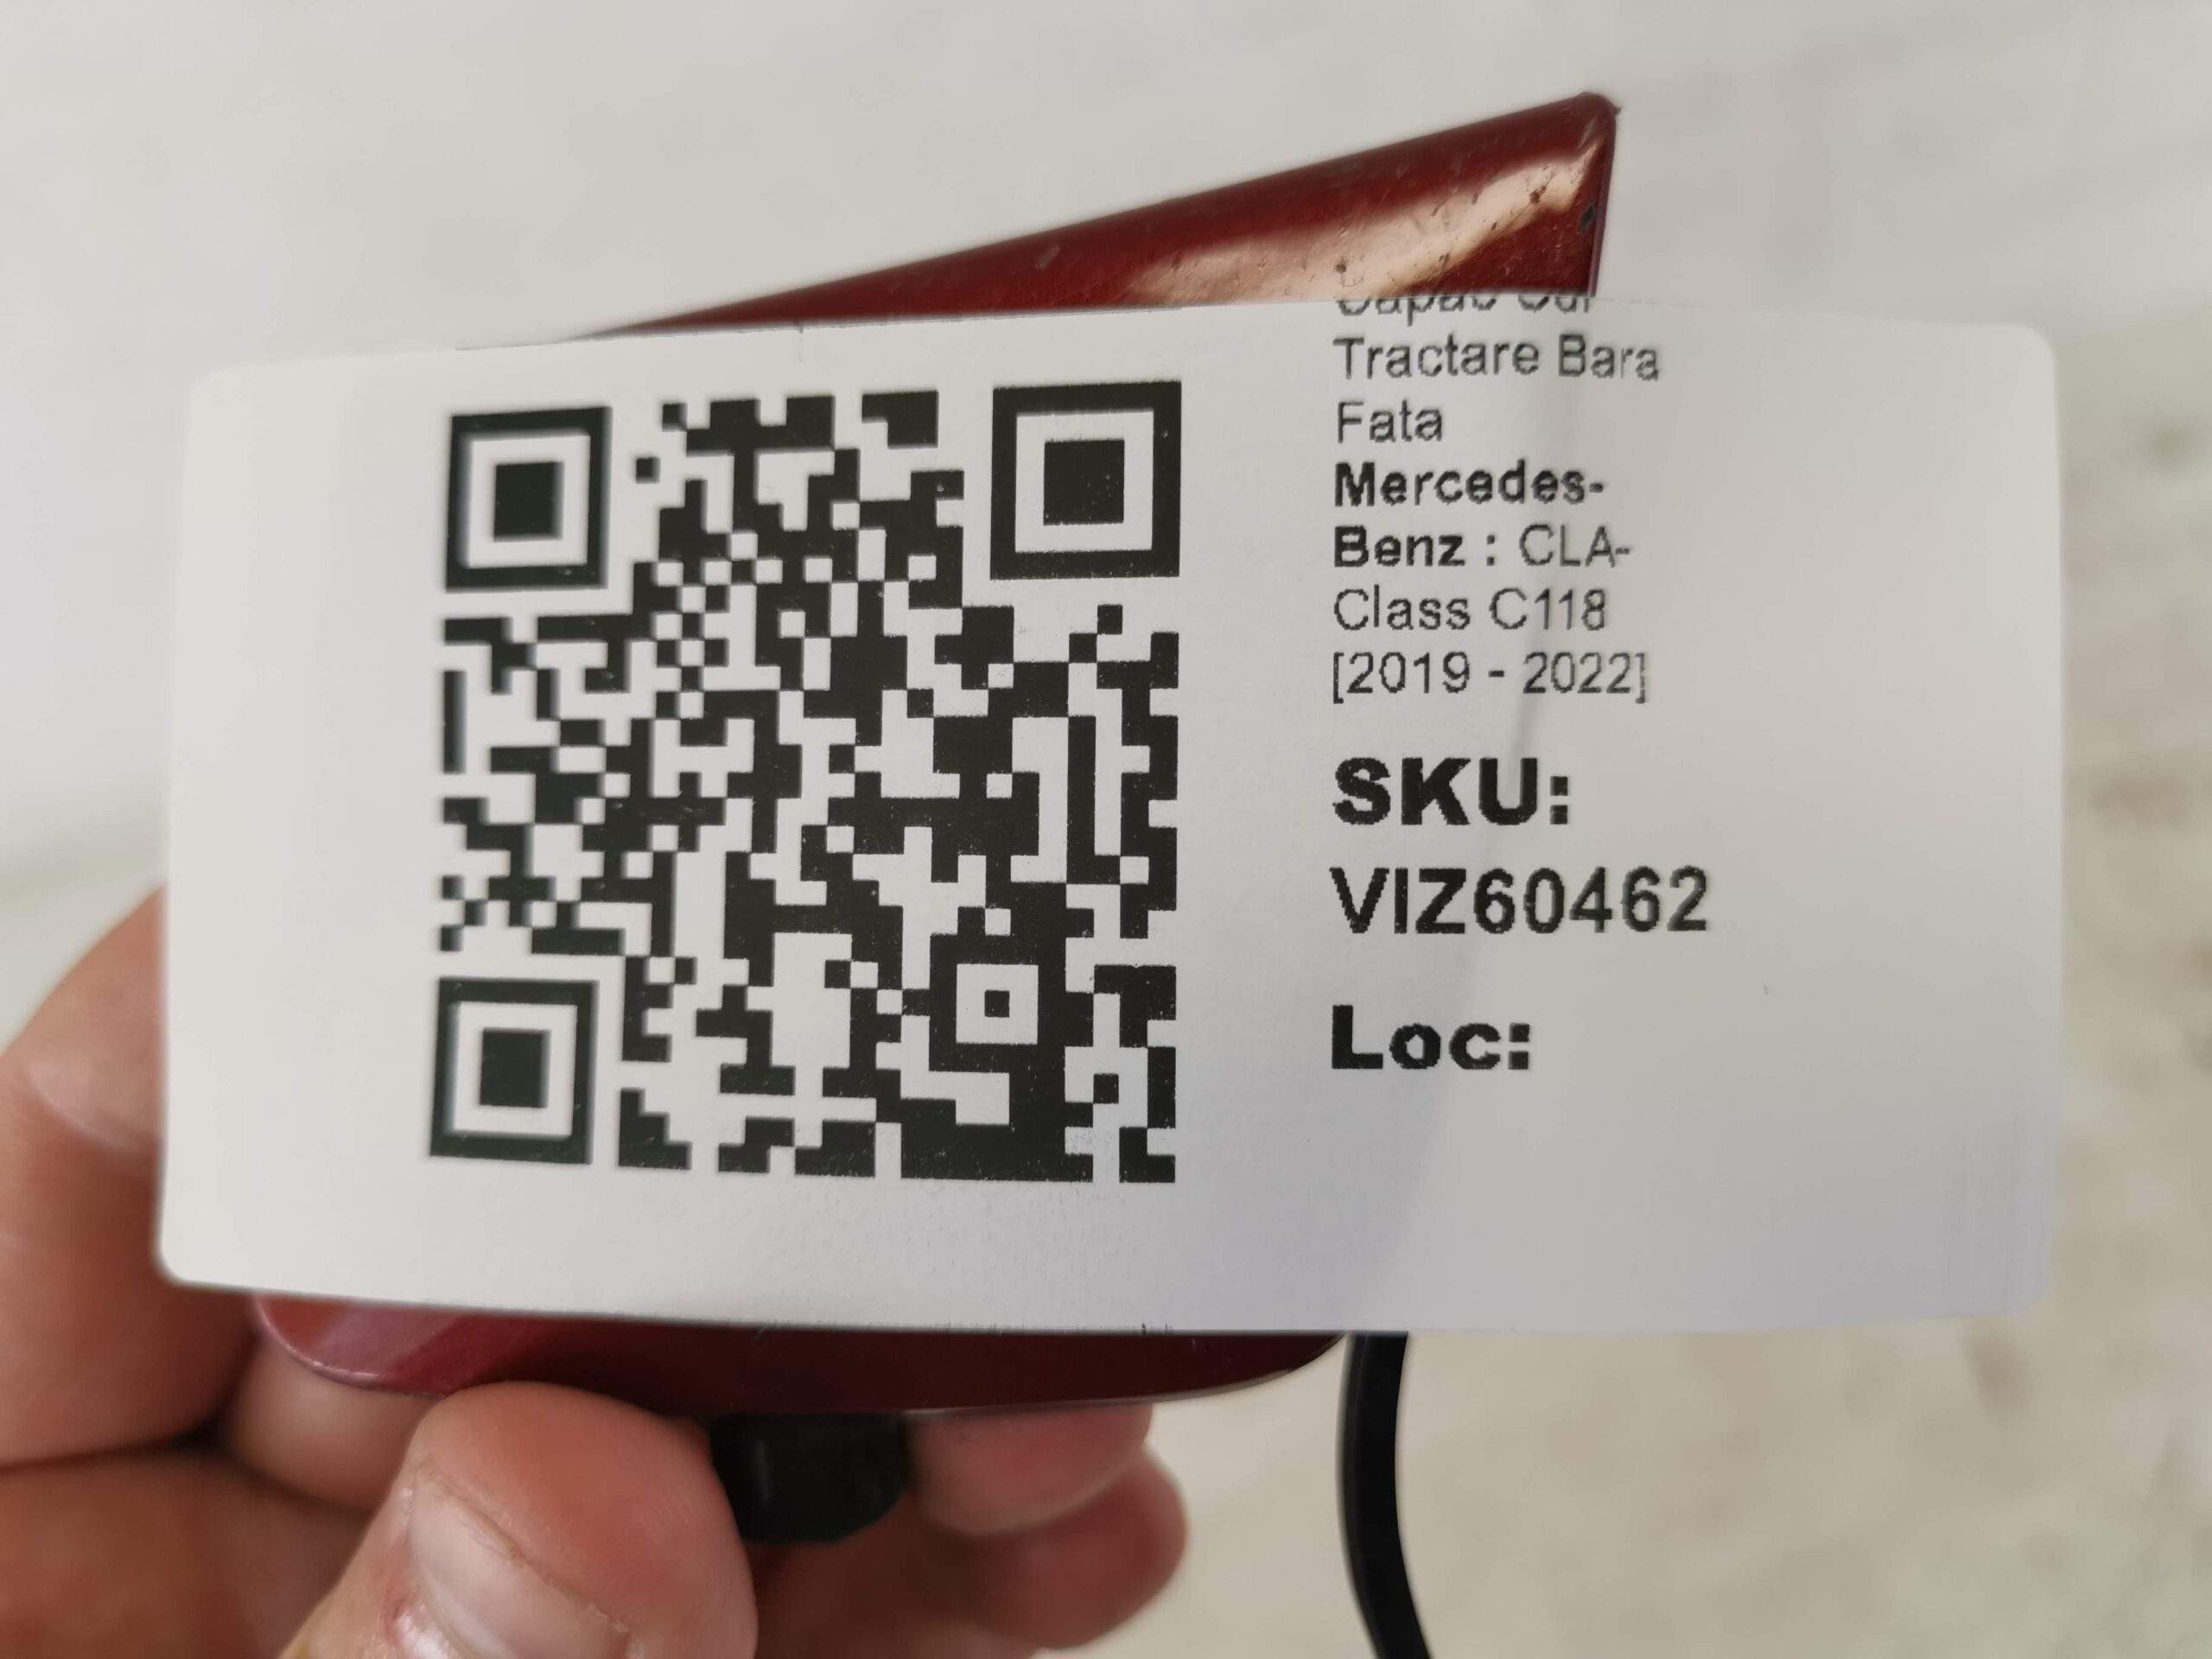 Tractare Bara
Fata
Mercedes-
Benz : CLA-
Class C118
[2019 - 2022]
SKU:
VIZ60462
Loc: